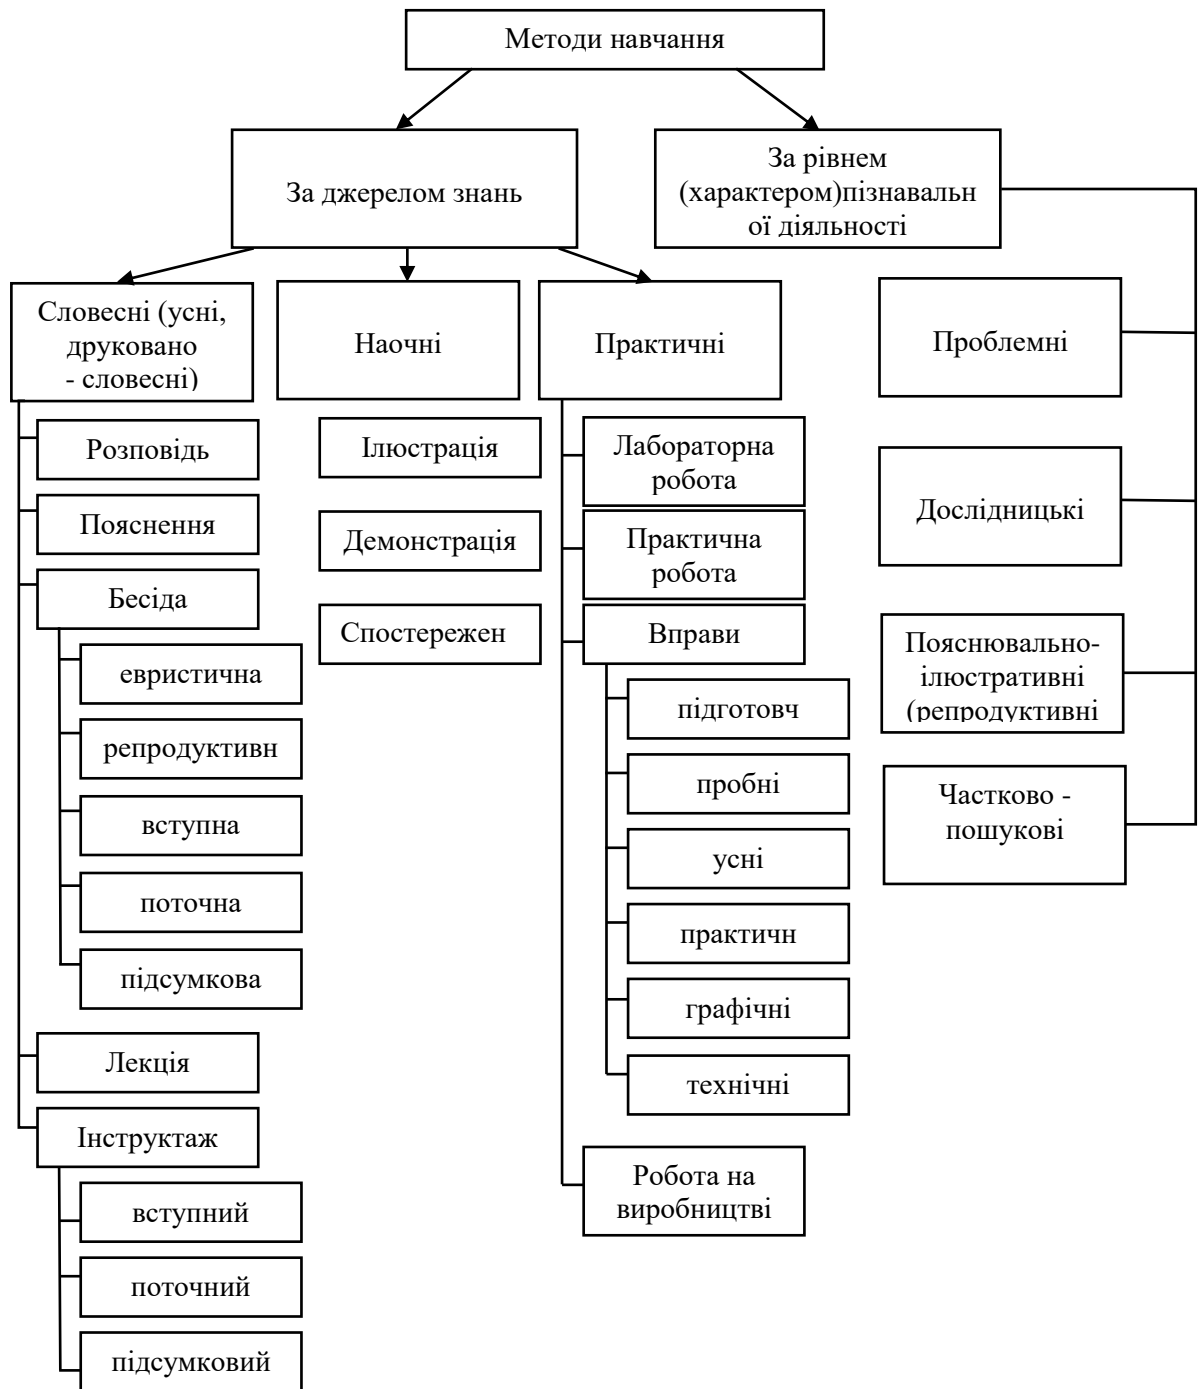 Методи навчання
За джерелом знань
За рівнем
(характером)пізнавальн
ої діяльності
Словесні (усні,
друковано
- словесні)
Наочні
Практичні
Проблемні
Розповідь
Пояснення
Бесіда
евристична
репродуктивн
вступна
поточна
підсумкова
Лекція
Інструктаж
вступний
поточний
підсумковий
Ілюстрація
Демонстрація
Спостережен
Лабораторна
робота
Практична
робота
Вправи
підготовч
пробні
усні
практичн
графічні
технічні
Робота на
виробництві
Дослідницькі
Пояснювально-
ілюстративні
(репродуктивні
Частково -
пошукові